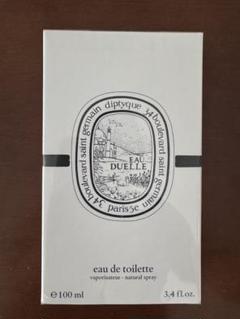 diptyque 34 boulevard saint germain paris5e 34 boulevard saint germain
EAU
DUELLE
eau de toilette
vaporisateur - natural spray
e 100 ml 3.4 fl.oz.